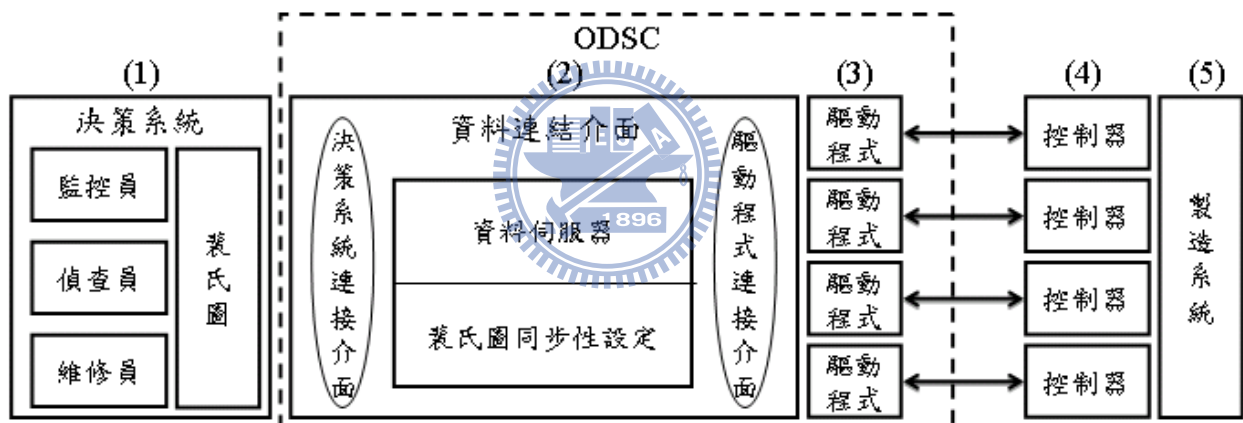 ODSC
(1)
(2)
(3)
(4)
(5)
決策系統
監控員
偵查員
維修員
裴氏圖
決策系統連接介面
資料連結介面
資料伺服器
裴氏圖同步性設定
驅動程式連接介面
驅動
程式
驅動
程式
驅動
程式
驅動
程式
控制器
控制器
控制器
控制器
製造系統
1896